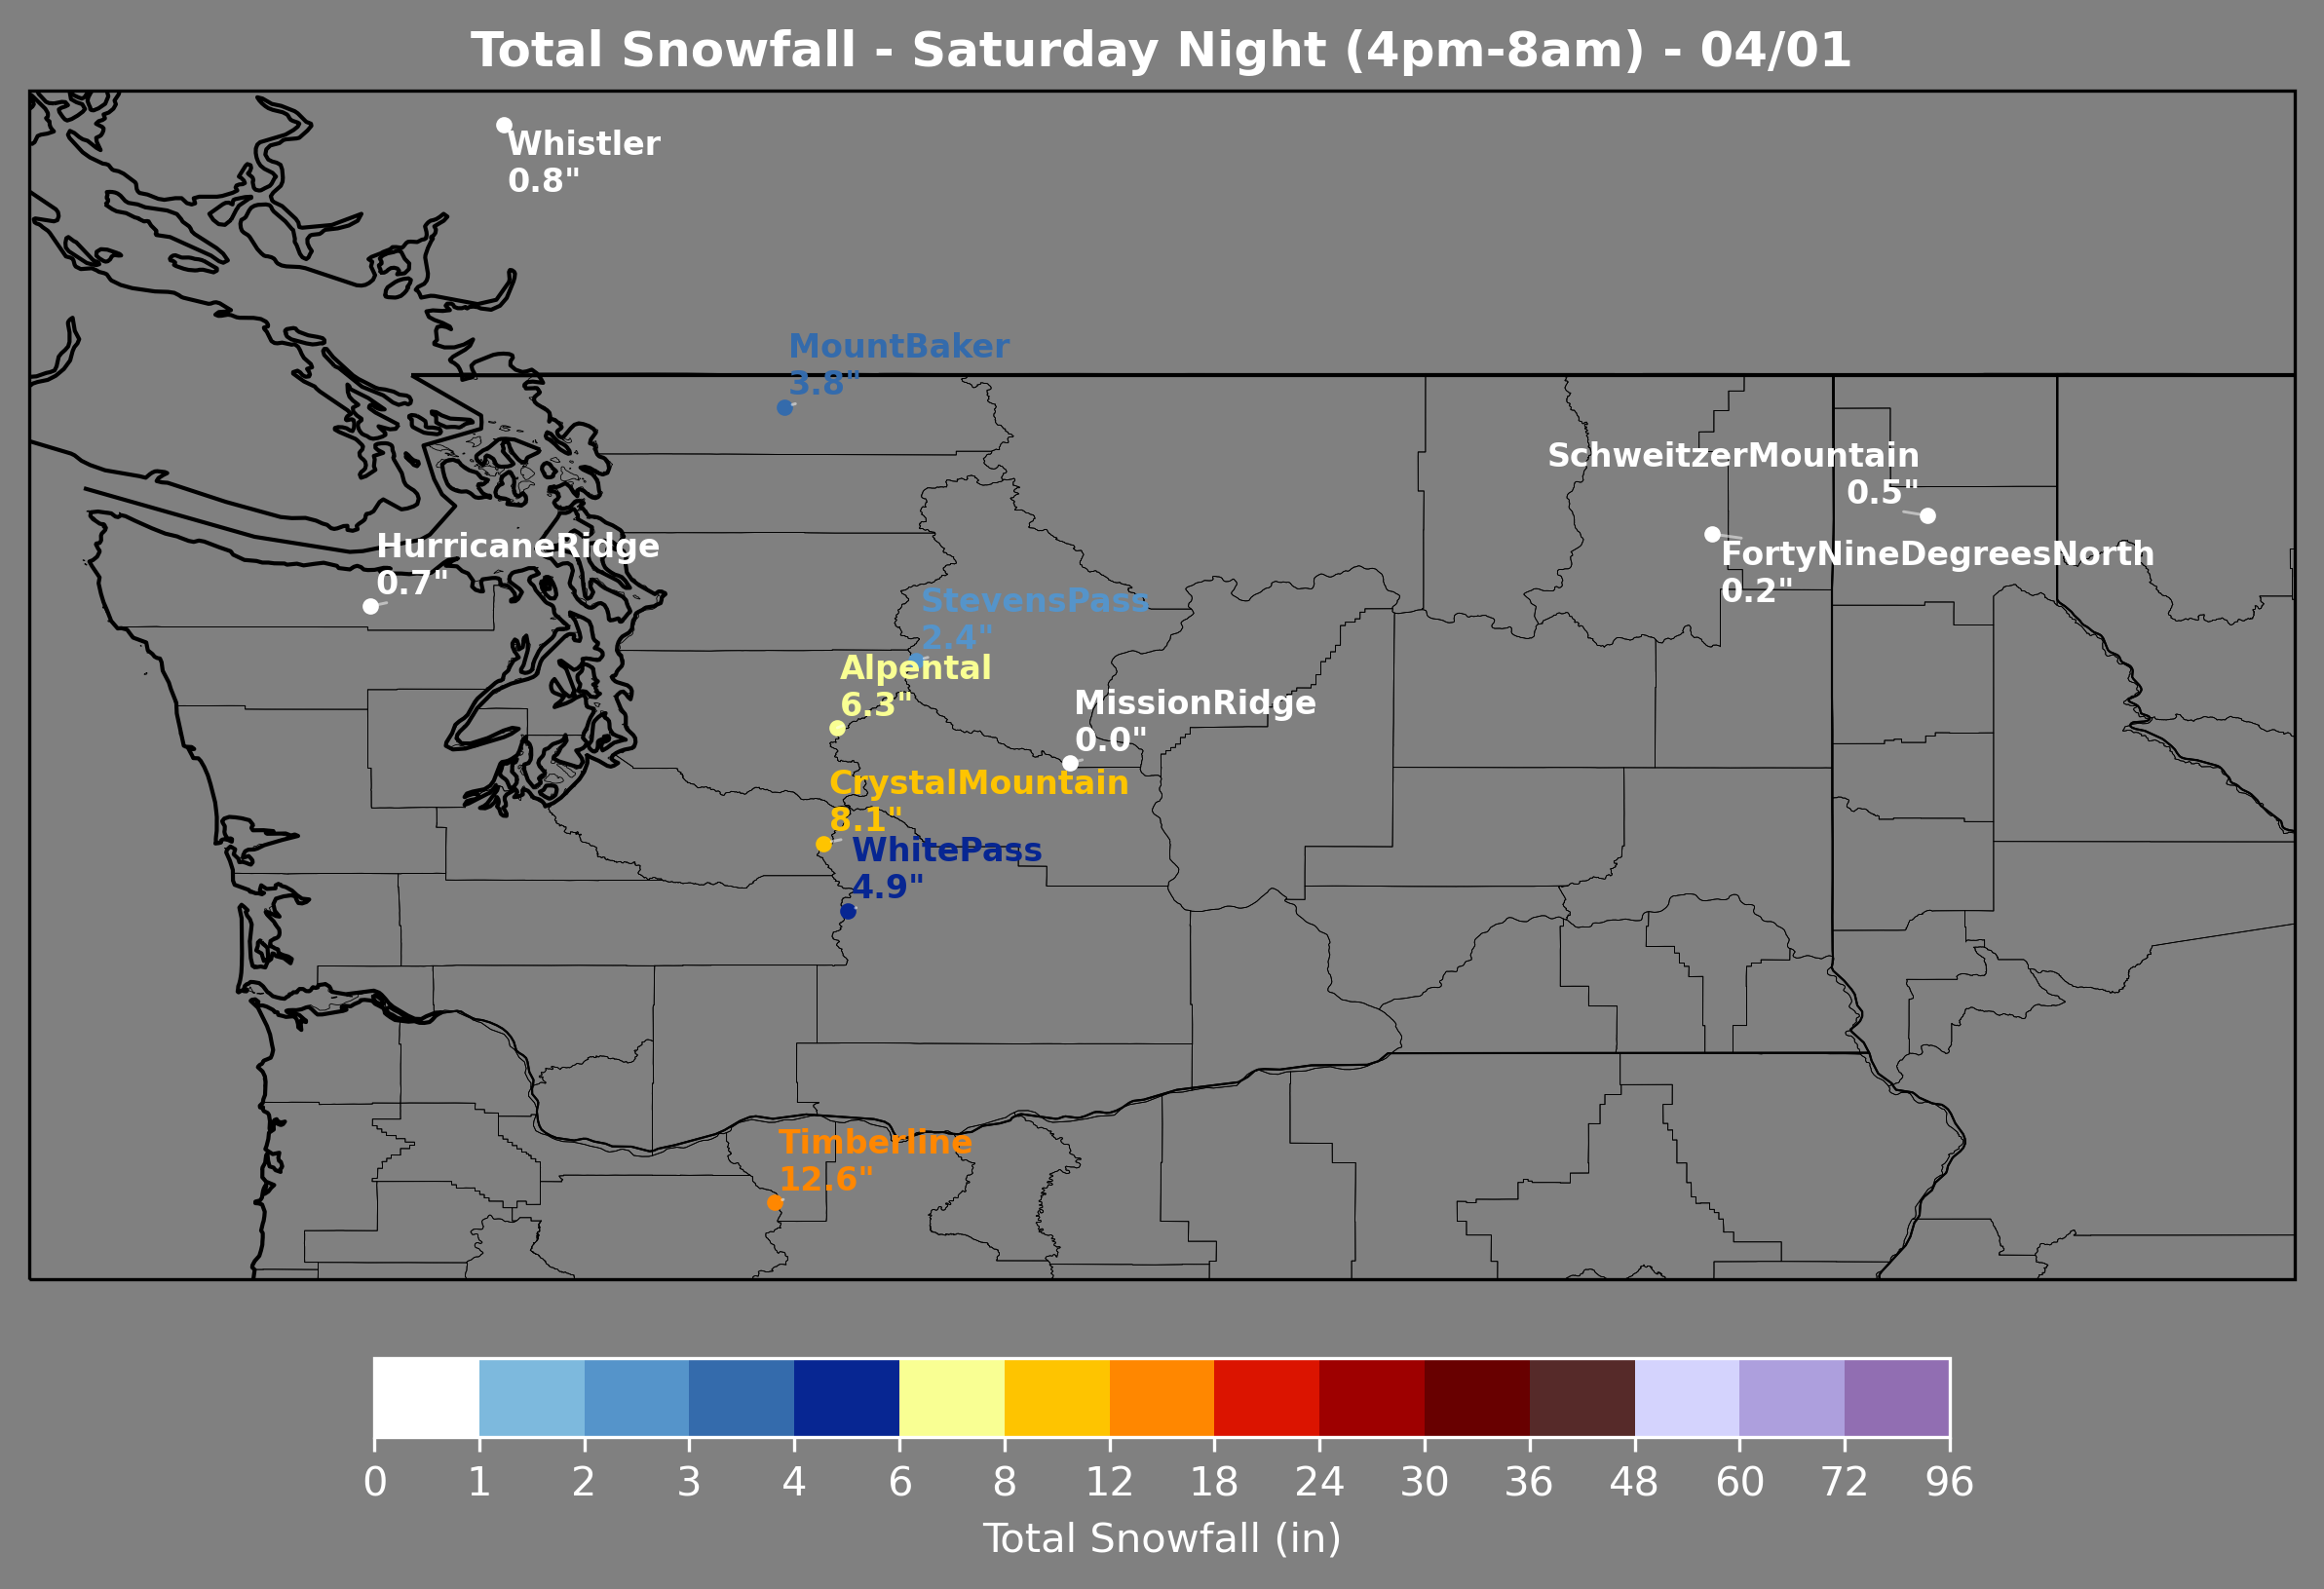 Total Snowfall - Saturday Night (4pm-8am) - 04/01
Whistler
0.8"
MountBaker
3.8"
SchweitzerMountain
0.5"
HurricaneRidge
0.7"
FortyNineDegreesNorth
0.2"
StevensPass
2.4"
Alpental
6.3"
MissionRidge
0.0"
CrystalMountain
8.1"
WhitePass
4.9"
Timberline
12.6"
0 1 2 3 4 6 8 12 18 24 30 36 48 60 72 96
Total Snowfall (in)